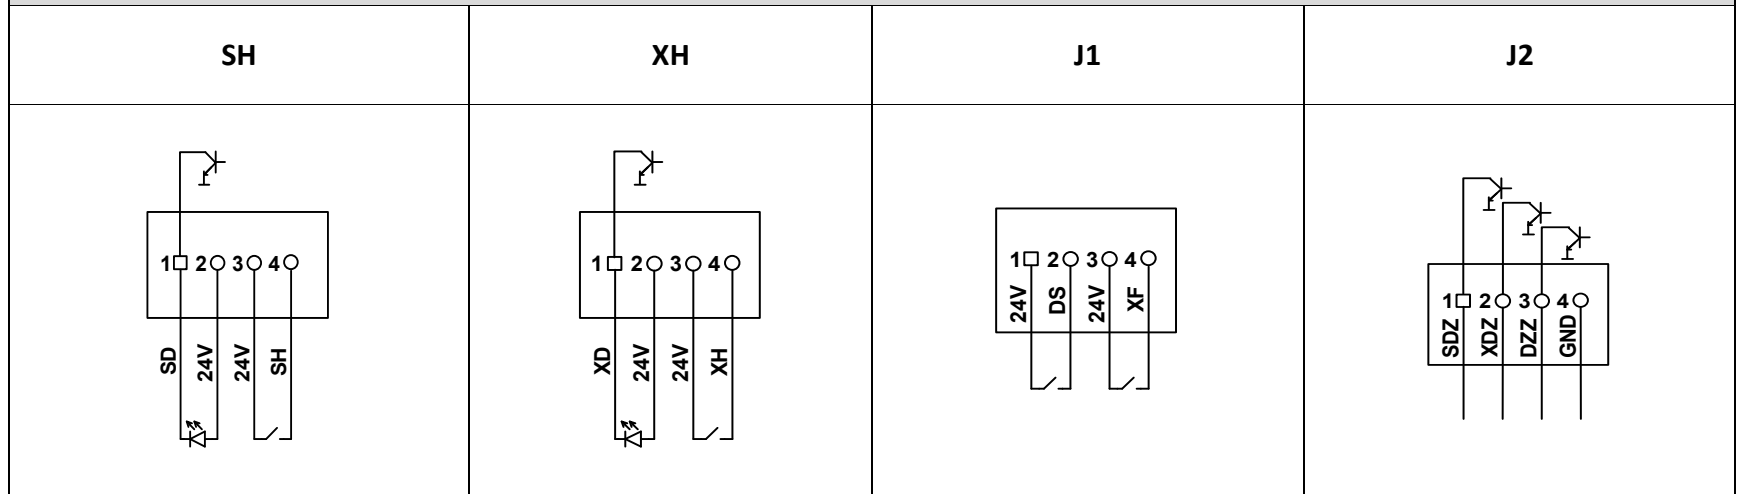 SH
XH
J1
J2
1 2 3 4
SD 24V 24V SH
1 2 3 4
XD 24V 24V XH
1 2 3 4
24V DS 24V XF
1 2 3 4
SDZ XDZ DZZ GND